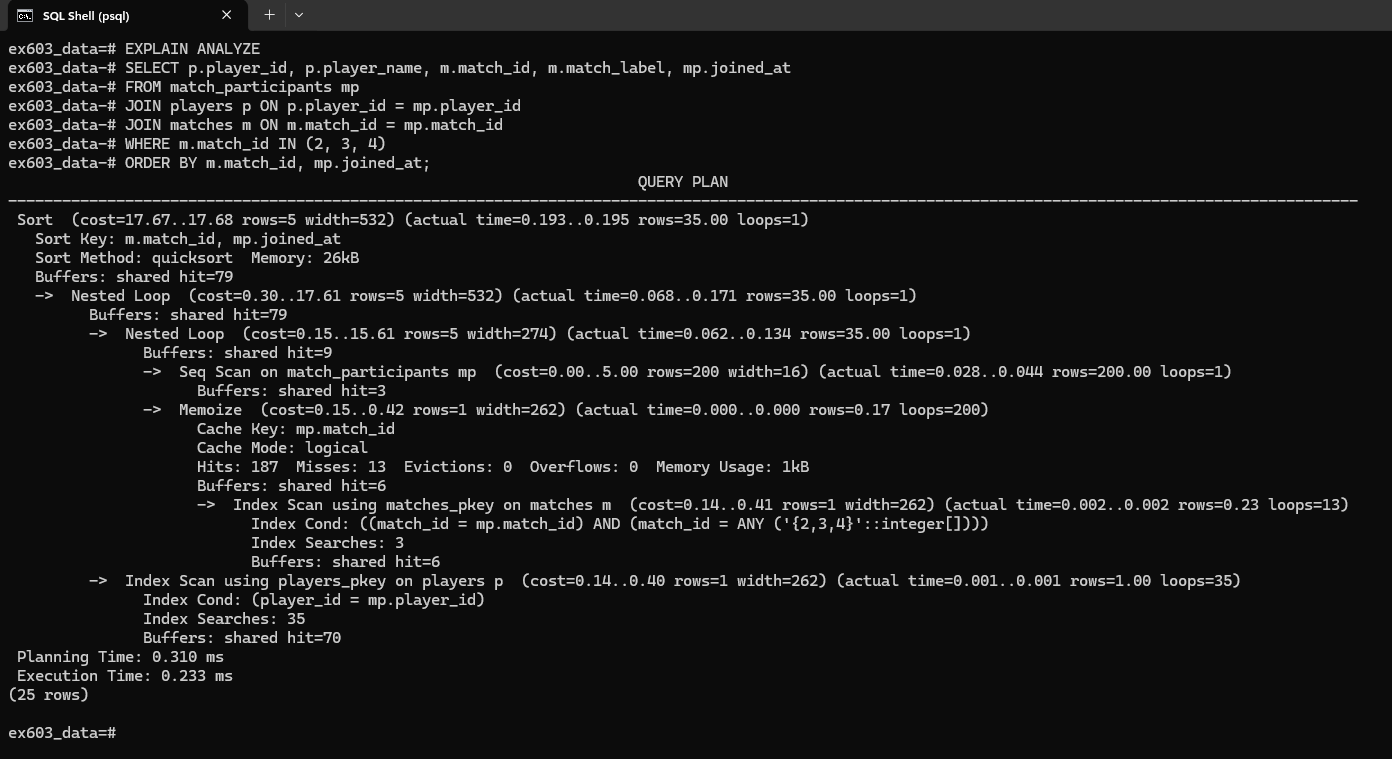 SQL Shell (psql)
ex603_data=# EXPLAIN ANALYZE
ex603_data-# SELECT p.player_id, p.player_name, m.match_id, m.match_label, mp.joined_at
ex603_data-# FROM match_participants mp
ex603_data-# JOIN players p ON p.player_id = mp.player_id
ex603_data-# JOIN matches m ON m.match_id = mp.match_id
ex603_data-# WHERE m.match_id IN (2, 3, 4)
ex603_data-# ORDER BY m.match_id, mp.joined_at;
QUERY PLAN
------------------------------------------------------------------------------------------------------------------------------------------------------
Sort  (cost=17.67..17.68 rows=5 width=532) (actual time=0.193..0.195 rows=35.00 loops=1)
  Sort Key: m.match_id, mp.joined_at
  Sort Method: quicksort  Memory: 26kB
  Buffers: shared hit=79
  ->  Nested Loop  (cost=0.30..17.61 rows=5 width=532) (actual time=0.068..0.171 rows=35.00 loops=1)
        Buffers: shared hit=79
        ->  Nested Loop  (cost=0.15..15.61 rows=5 width=274) (actual time=0.062..0.134 rows=35.00 loops=1)
              Buffers: shared hit=9
              ->  Seq Scan on match_participants mp  (cost=0.00..5.00 rows=200 width=16) (actual time=0.028..0.044 rows=200.00 loops=1)
                    Buffers: shared hit=3
              ->  Memoize  (cost=0.15..0.42 rows=1 width=262) (actual time=0.000..0.000 rows=0.17 loops=200)
                    Cache Key: mp.match_id
                    Cache Mode: logical
                    Hits: 187  Misses: 13  Evictions: 0  Overflows: 0  Memory Usage: 1kB
                    Buffers: shared hit=6
                    ->  Index Scan using matches_pkey on matches m  (cost=0.14..0.41 rows=1 width=262) (actual time=0.002..0.002 rows=0.23 loops=13)
                          Index Cond: ((match_id = mp.match_id) AND (match_id = ANY ('{2,3,4}'::integer[])))
                          Index Searches: 3
                          Buffers: shared hit=6
        ->  Index Scan using players_pkey on players p  (cost=0.14..0.40 rows=1 width=262) (actual time=0.001..0.001 rows=1.00 loops=35)
              Index Cond: (player_id = mp.player_id)
              Index Searches: 35
              Buffers: shared hit=70
Planning Time: 0.310 ms
Execution Time: 0.233 ms
(25 rows)
ex603_data=#